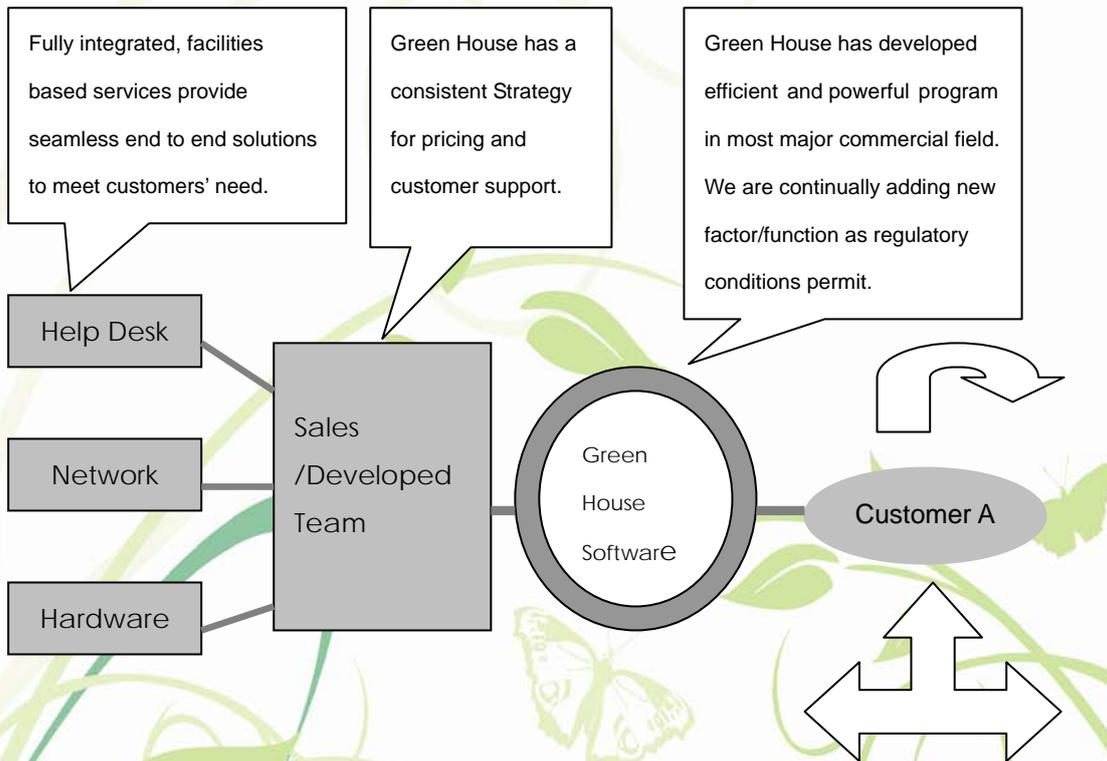 Fully integrated, facilities
based services provide
seamless end to end solutions
to meet customers’ need.
Green House has a
consistent Strategy
for pricing and
customer support.
Green House has developed
efficient and powerful program
in most major commercial field.
We are continually adding new
factor/function as regulatory
conditions permit.
Help Desk
Network
Hardware
Sales
/Developed
Team
Green
House
Software
Customer A